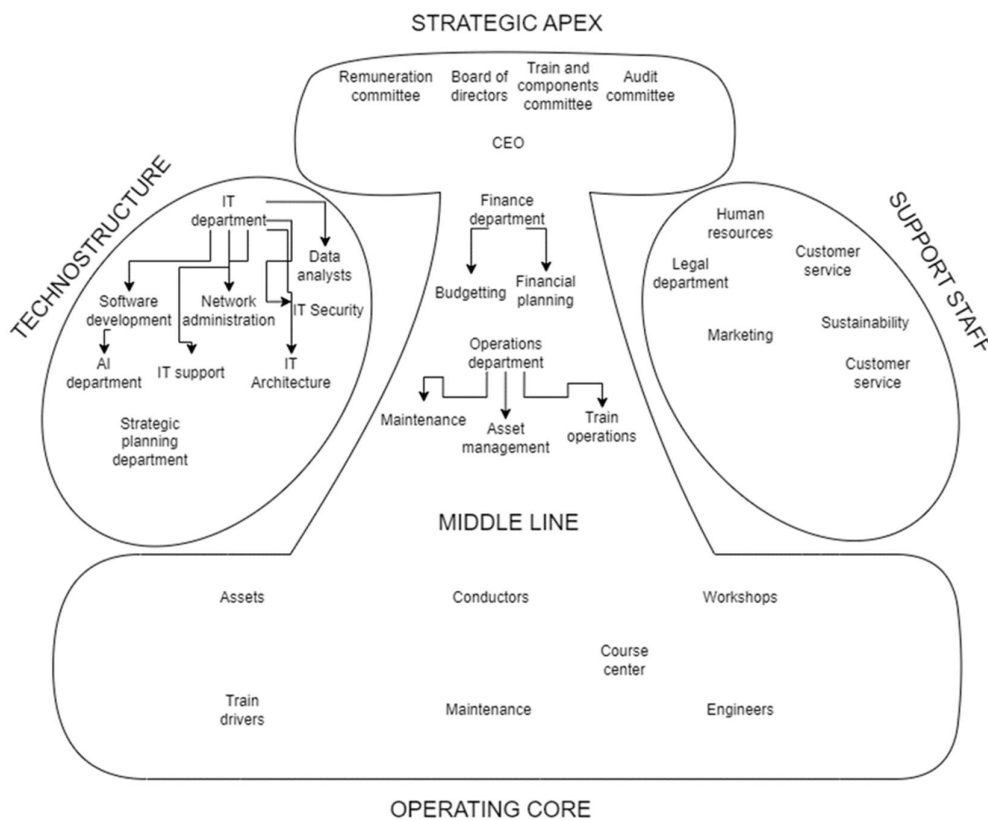 STRATEGIC APEX
Remuneration
committee
Board of
directors
Train and
components
committee
Audit
committee
CEO
TECHNOSTRUCTURE
IT
department
Data
analysts
Software
development
Network
administration
IT Security
AI
department
IT support
IT
Architecture
Strategic
planning
department
Finance
department
Budgetting
Financial
planning
Operations
department
Maintenance
Asset
management
Train
operations
MIDDLE LINE
SUPPORT STAFF
Human
resources
Legal
department
Customer
service
Marketing
Sustainability
Customer
service
Assets
Conductors
Workshops
Course
center
Train
drivers
Maintenance
Engineers
OPERATING CORE